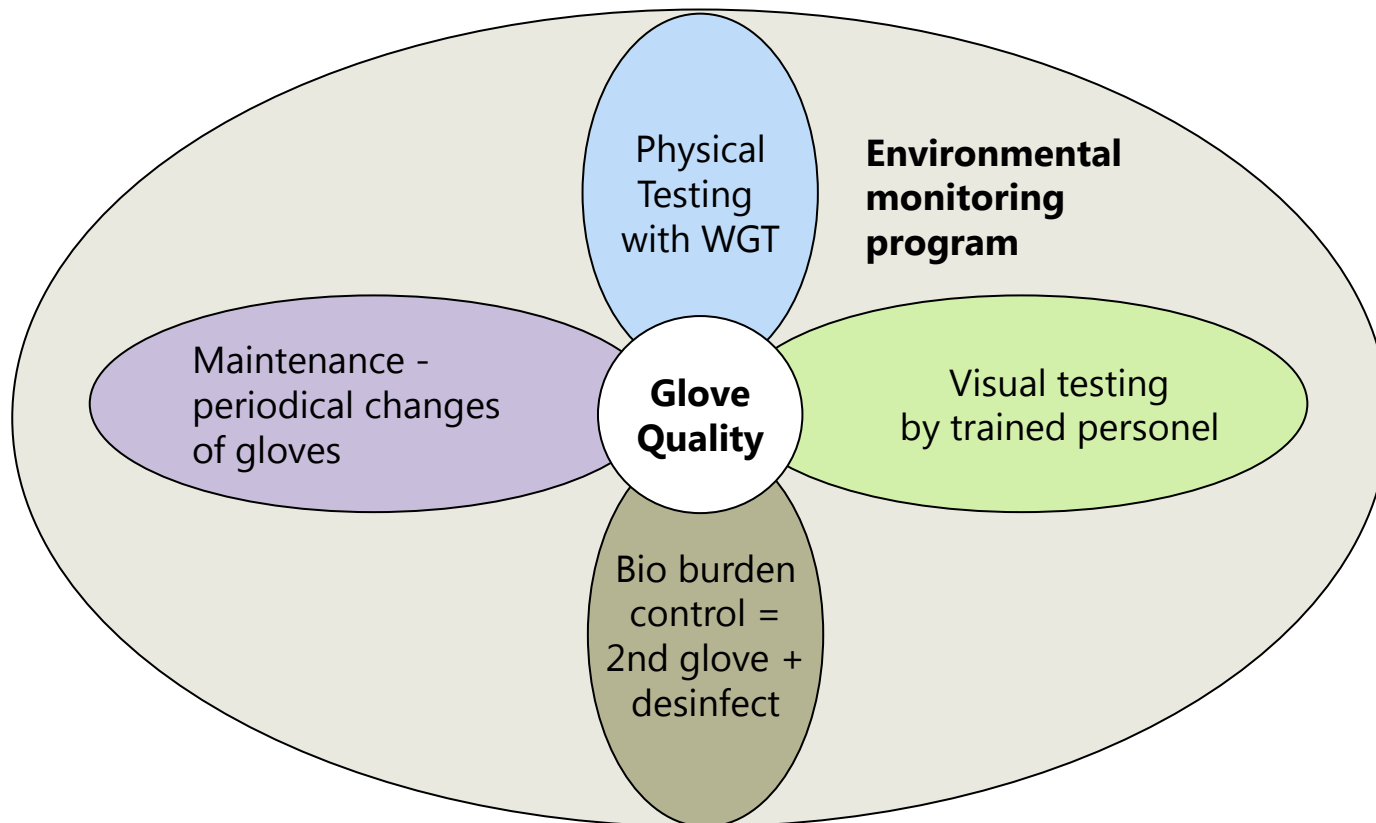 Physical
Testing
with WGT
Environmental
monitoring
program
Maintenance -
periodical changes
of gloves
Glove
Quality
Visual testing
by trained personel
Bio burden
control =
2nd glove +
desinfect